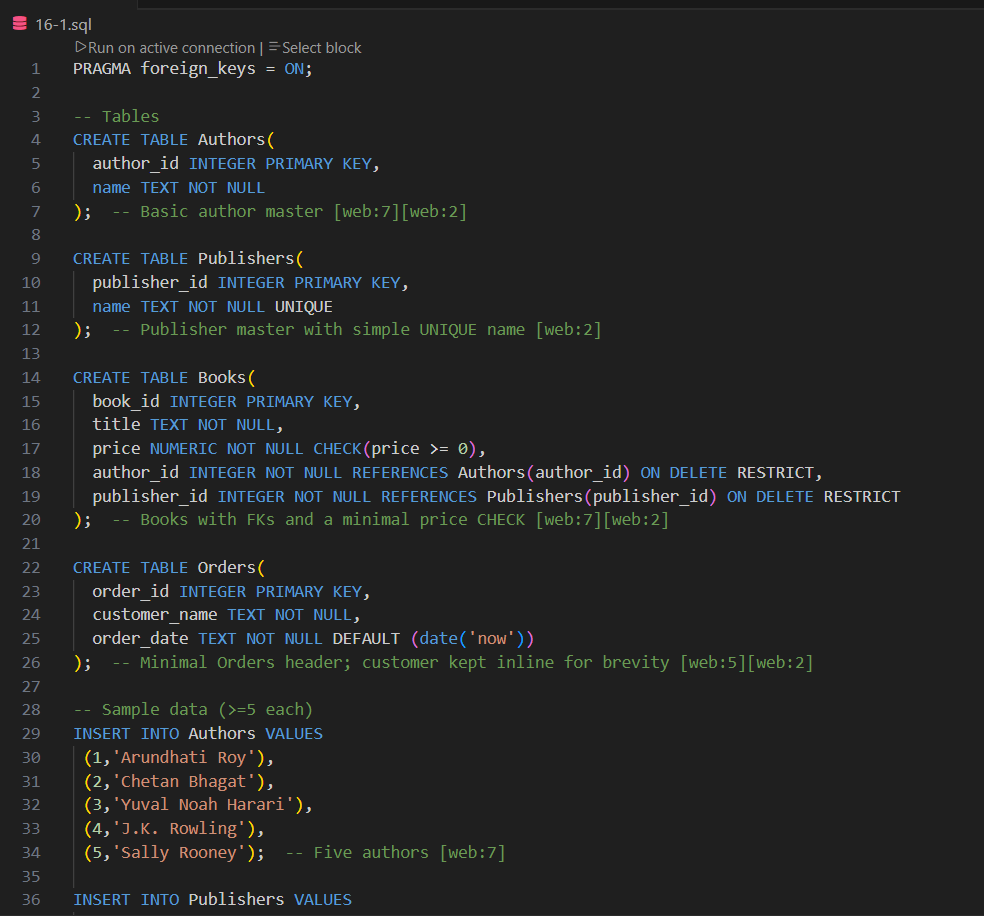 16-1.sql
▷Run on active connection | ≡Select block
1 PRAGMA foreign_keys = ON;
2
3 -- Tables
4 CREATE TABLE Authors(
5   author_id INTEGER PRIMARY KEY,
6   name TEXT NOT NULL
7 );  -- Basic author master [web:7][web:2]
8
9 CREATE TABLE Publishers(
10   publisher_id INTEGER PRIMARY KEY,
11   name TEXT NOT NULL UNIQUE
12 );  -- Publisher master with simple UNIQUE name [web:2]
13
14 CREATE TABLE Books(
15   book_id INTEGER PRIMARY KEY,
16   title TEXT NOT NULL,
17   price NUMERIC NOT NULL CHECK(price >= 0),
18   author_id INTEGER NOT NULL REFERENCES Authors(author_id) ON DELETE RESTRICT,
19   publisher_id INTEGER NOT NULL REFERENCES Publishers(publisher_id) ON DELETE RESTRICT
20 );  -- Books with FKs and a minimal price CHECK [web:7][web:2]
21
22 CREATE TABLE Orders(
23   order_id INTEGER PRIMARY KEY,
24   customer_name TEXT NOT NULL,
25   order_date TEXT NOT NULL DEFAULT (date('now'))
26 );  -- Minimal Orders header; customer kept inline for brevity [web:5][web:2]
27
28 -- Sample data (>=5 each)
29 INSERT INTO Authors VALUES
30  (1,'Arundhati Roy'),
31  (2,'Chetan Bhagat'),
32  (3,'Yuval Noah Harari'),
33  (4,'J.K. Rowling'),
34  (5,'Sally Rooney');  -- Five authors [web:7]
35
36 INSERT INTO Publishers VALUES